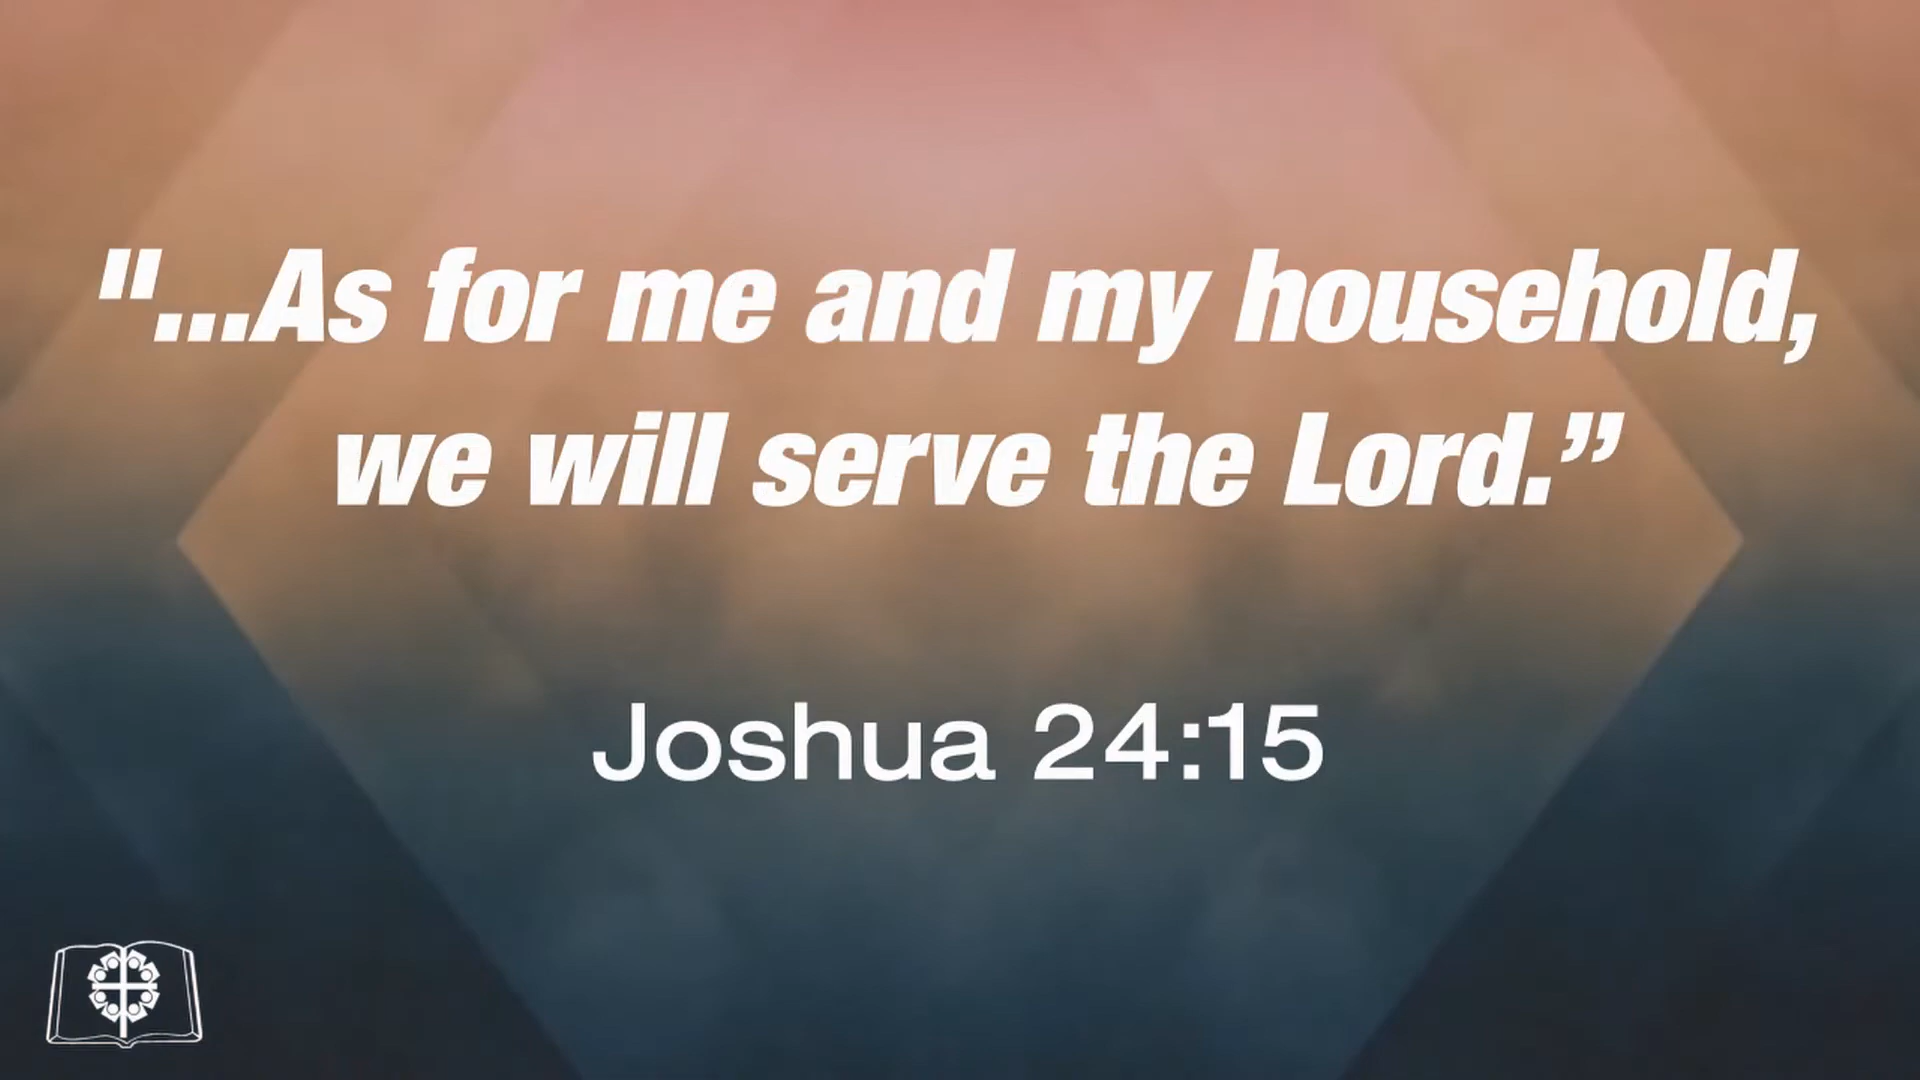 "...As for me and my household,
we will serve the Lord.”
Joshua 24:15